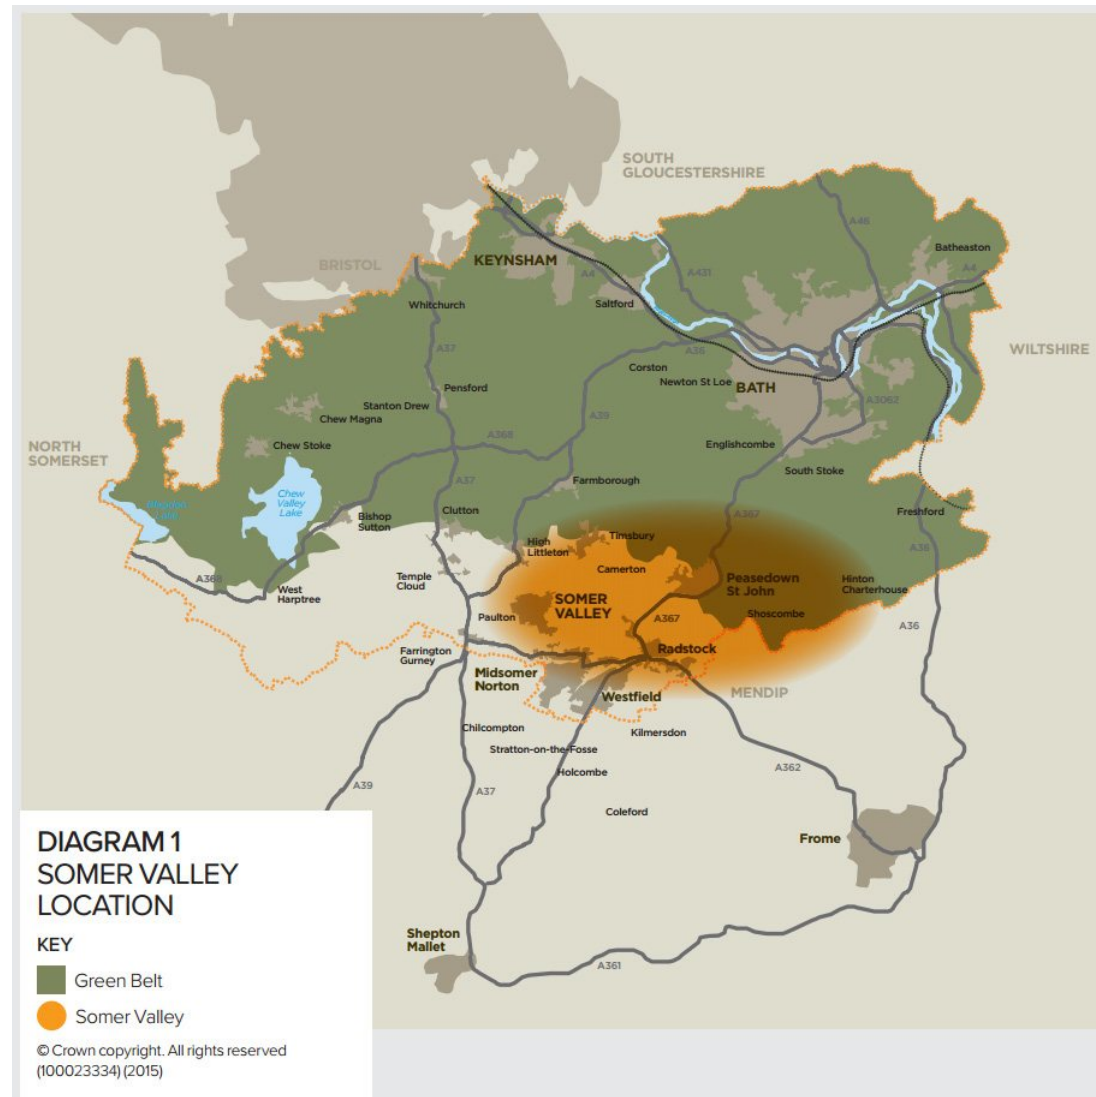 SOUTH
GLOUCESTERSHIRE
A46
Batheaston
KEYNSHAM
BRISTOL
A4
A431
A4
Whitchurch
Saltford
WILTSHIRE
A37
A36
Corston
Newton St Loe
BATH
Pensford
A39
A3062
Stanton Drew
Chew Magna
NORTH
SOMERSET
Chew Stoke
A368
Englishcombe
South Stoke
Chew
Valley
Lake
Blagdon
Lake
A37
Farmborough
Bishop
Sutton
Clutton
A367
Freshford
High
Littleton
Timsbury
A36
A368
West
Harptree
Temple
Cloud
Camerton
Peasedown
St John
Hinton
Charterhouse
SOMER
VALLEY
Paulton
A367
Shoscombe
A36
Farrington
Gurney
Radstock
Midsomer
Norton
Westfield
MENDIP
Chilcompton
Kilmersdon
Stratton-on-the-Fosse
Holcombe
A362
A39
A37
Coleford
Frome
Shepton
Mallet
A361
DIAGRAM 1
SOMER VALLEY
LOCATION
KEY
Green Belt
Somer Valley
© Crown copyright. All rights reserved
(100023334) (2015)